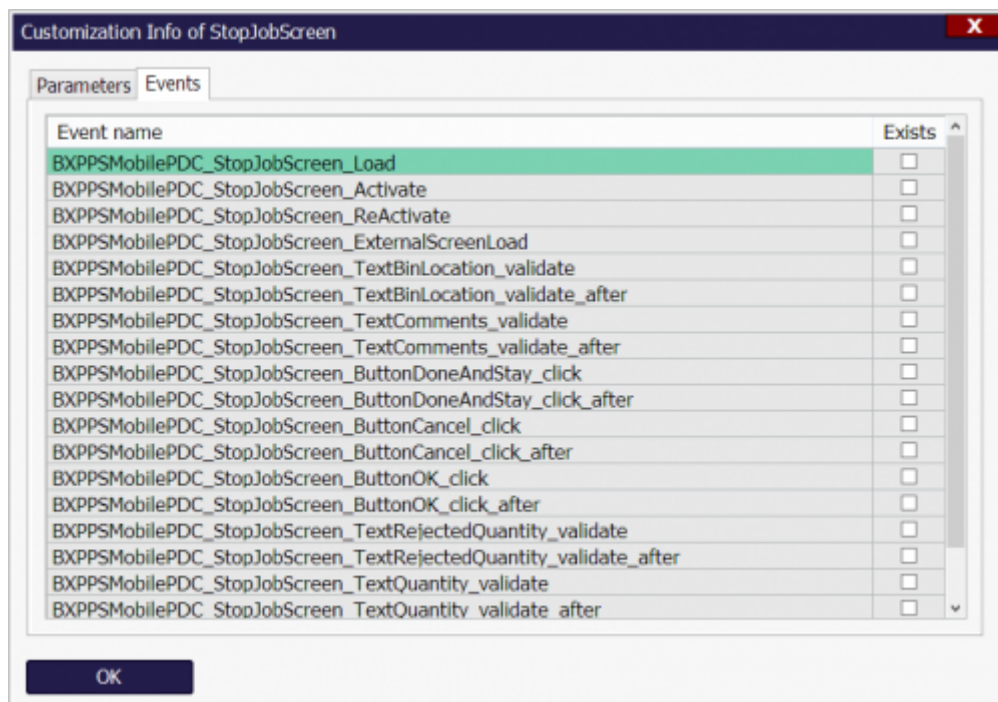 Customization Info of StopJobScreen
X
Parameters Events
Event name Exists
BXPPSMobilePDC_StopJobScreen_Load
BXPPSMobilePDC_StopJobScreen_Activate
BXPPSMobilePDC_StopJobScreen_ReActivate
BXPPSMobilePDC_StopJobScreen_ExternalScreenLoad
BXPPSMobilePDC_StopJobScreen_TextBinLocation_validate
BXPPSMobilePDC_StopJobScreen_TextBinLocation_validate_after
BXPPSMobilePDC_StopJobScreen_TextComments_validate
BXPPSMobilePDC_StopJobScreen_TextComments_validate_after
BXPPSMobilePDC_StopJobScreen_ButtonDoneAndStay_click
BXPPSMobilePDC_StopJobScreen_ButtonDoneAndStay_click_after
BXPPSMobilePDC_StopJobScreen_ButtonCancel_click
BXPPSMobilePDC_StopJobScreen_ButtonCancel_click_after
BXPPSMobilePDC_StopJobScreen_ButtonOK_click
BXPPSMobilePDC_StopJobScreen_ButtonOK_click_after
BXPPSMobilePDC_StopJobScreen_TextRejectedQuantity_validate
BXPPSMobilePDC_StopJobScreen_TextRejectedQuantity_validate_after
BXPPSMobilePDC_StopJobScreen_TextQuantity_validate
BXPPSMobilePDC_StopJobScreen_TextQuantity_validate_after
OK